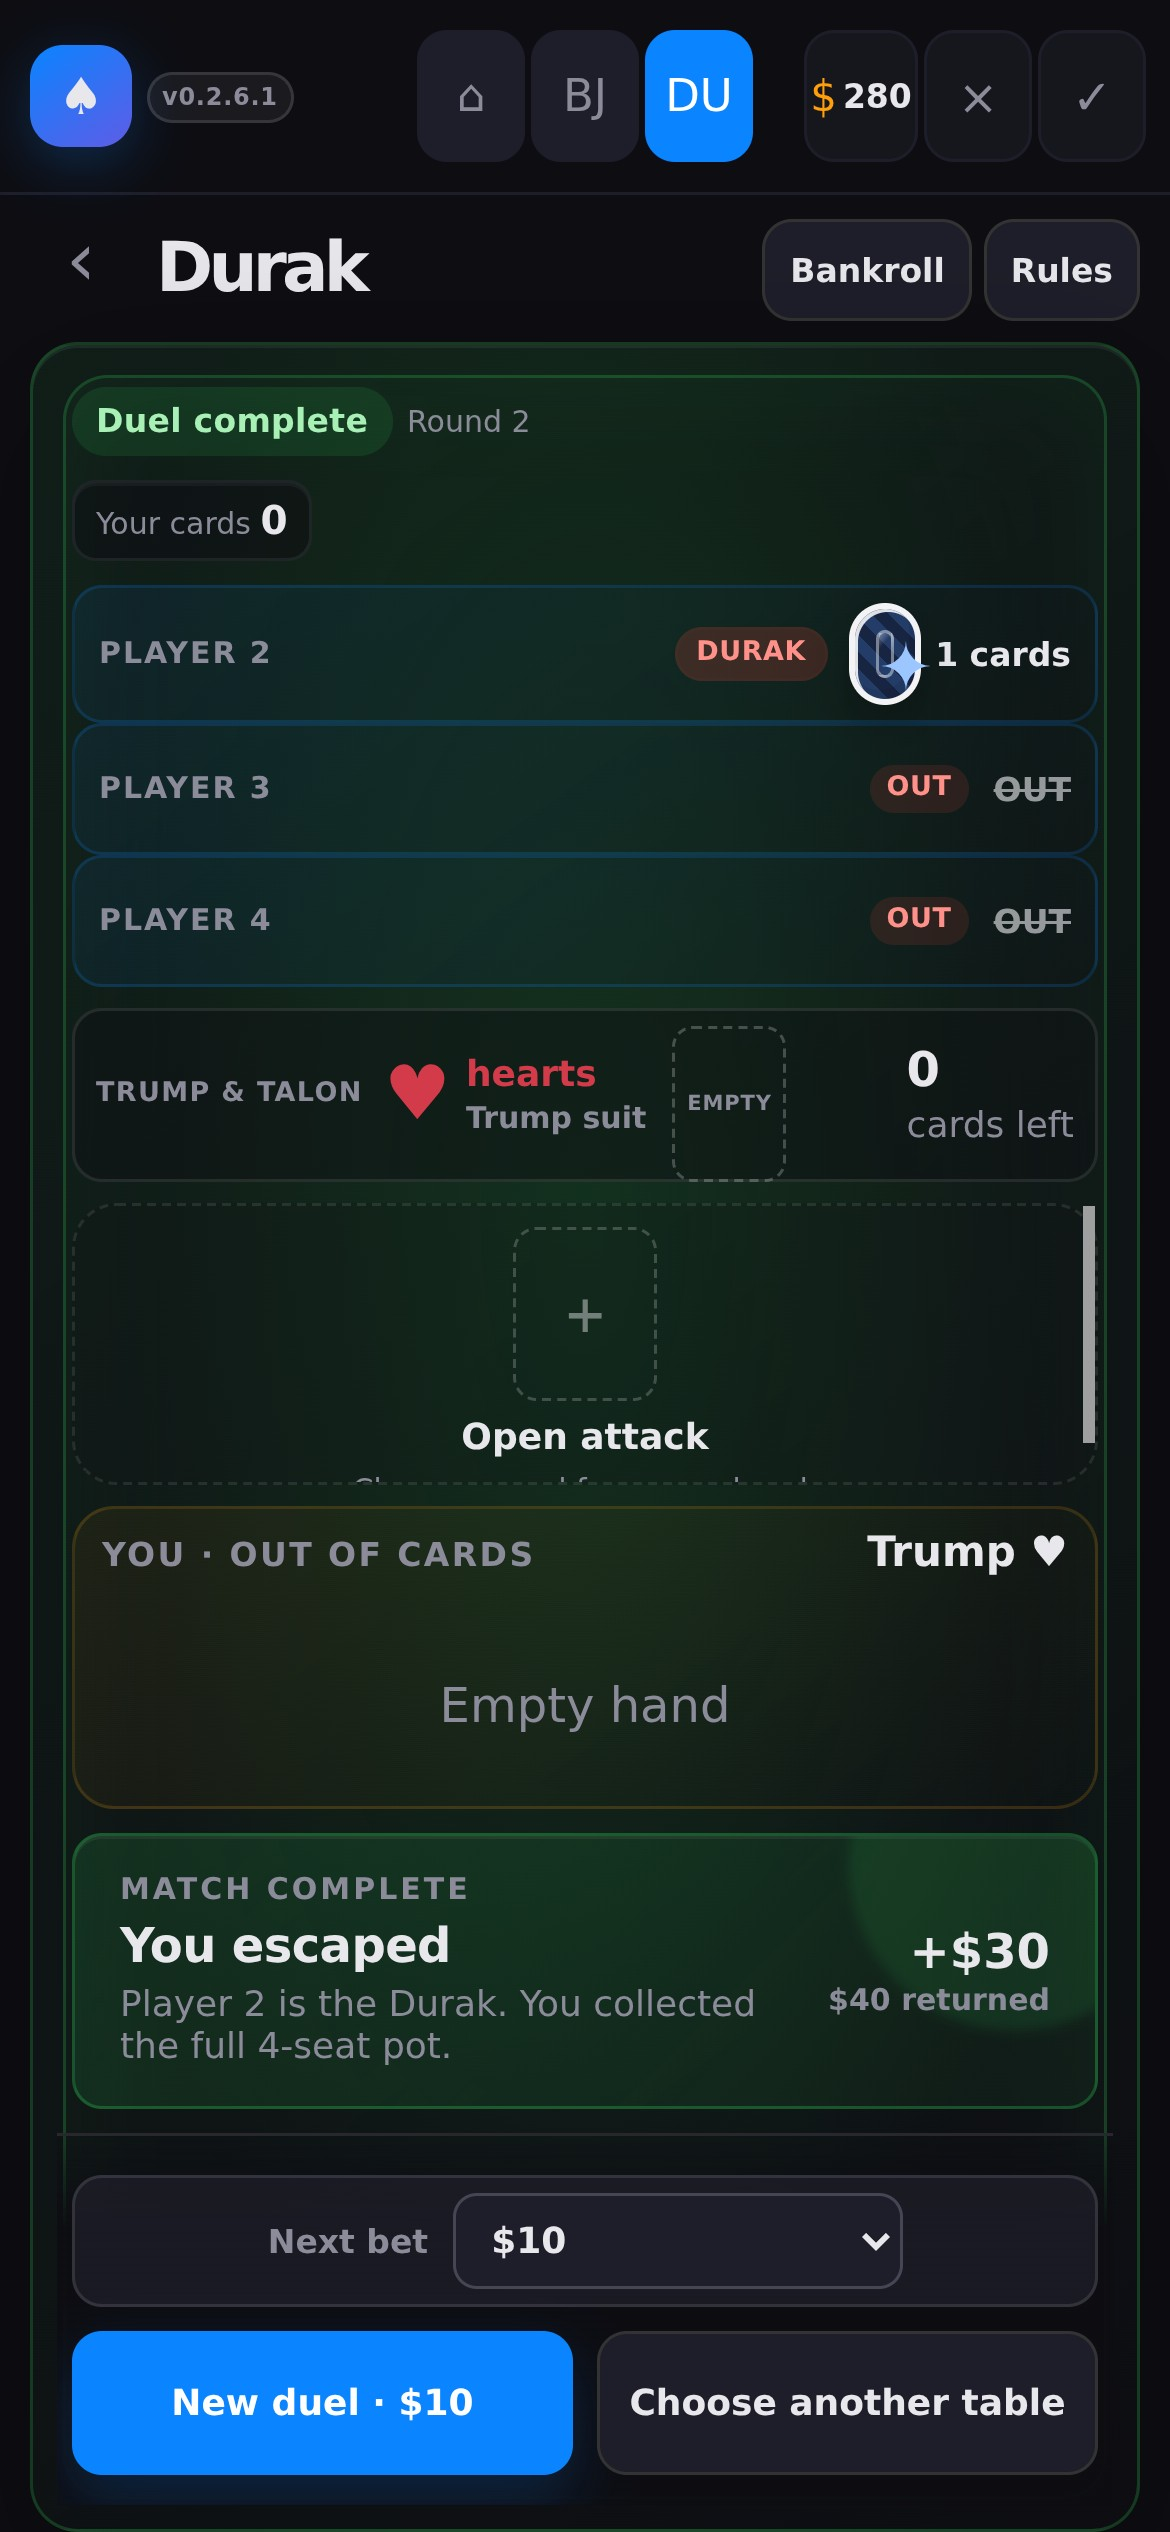 v0.2.6.1
BJ
DU
$ 280
× ✓
Durak
Bankroll
Rules
Duel complete Round 2
Your cards 0
PLAYER 2 DURAK 1 cards
PLAYER 3 OUT OUT
PLAYER 4 OUT OUT
TRUMP & TALON ♥ hearts
Trump suit
EMPTY
0
cards left
+
Open attack
YOU · OUT OF CARDS Trump ♥
Empty hand
MATCH COMPLETE
You escaped
Player 2 is the Durak. You collected
the full 4-seat pot.
+$30
$40 returned
Next bet $10
New duel · $10
Choose another table